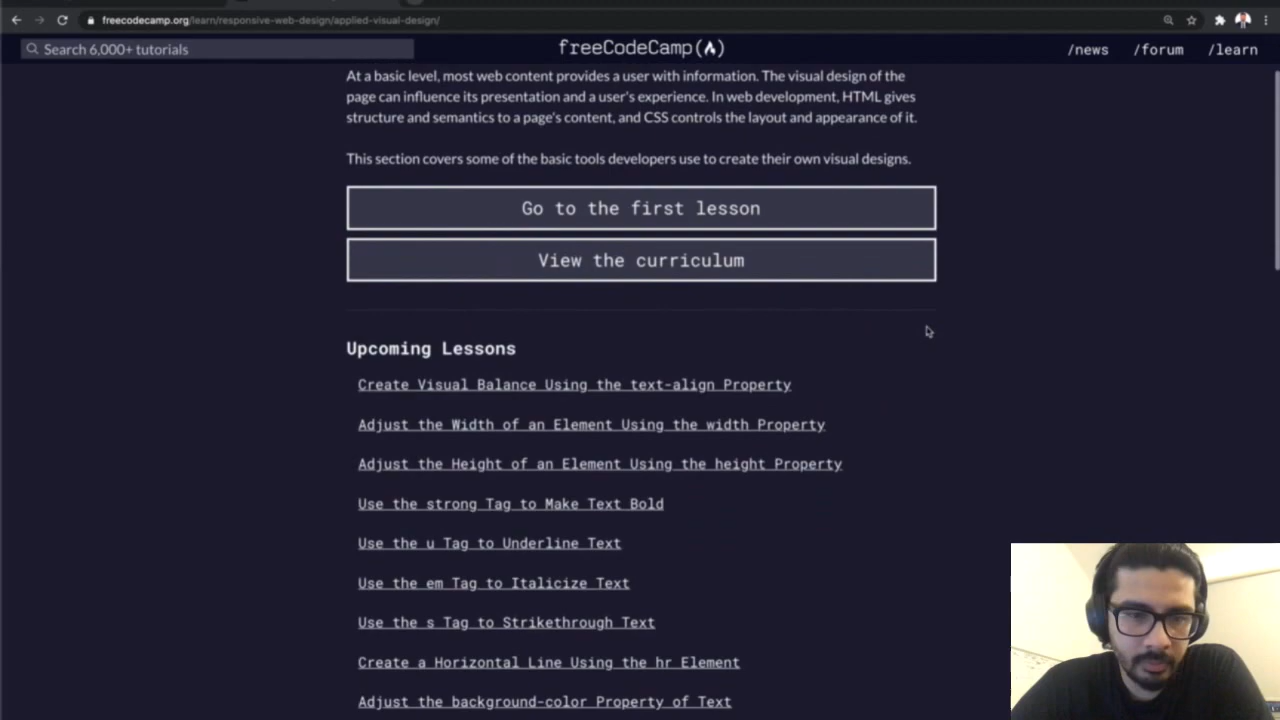 freecodecamp.org/learn/responsive-web-design/applied-visual-design/
Search 6,000+ tutorials
freeCodeCamp
/news
/forum
/learn
At a basic level, most web content provides a user with information. The visual design of the
page can influence its presentation and a user's experience. In web development, HTML gives
structure and semantics to a page's content, and CSS controls the layout and appearance of it.
This section covers some of the basic tools developers use to create their own visual designs.
Go to the first lesson
View the curriculum
Upcoming Lessons
Create Visual Balance Using the text-align Property
Adjust the Width of an Element Using the width Property
Adjust the Height of an Element Using the height Property
Use the strong Tag to Make Text Bold
Use the u Tag to Underline Text
Use the em Tag to Italicize Text
Use the s Tag to Strikethrough Text
Create a Horizontal Line Using the hr Element
Adjust the background-color Property of Text